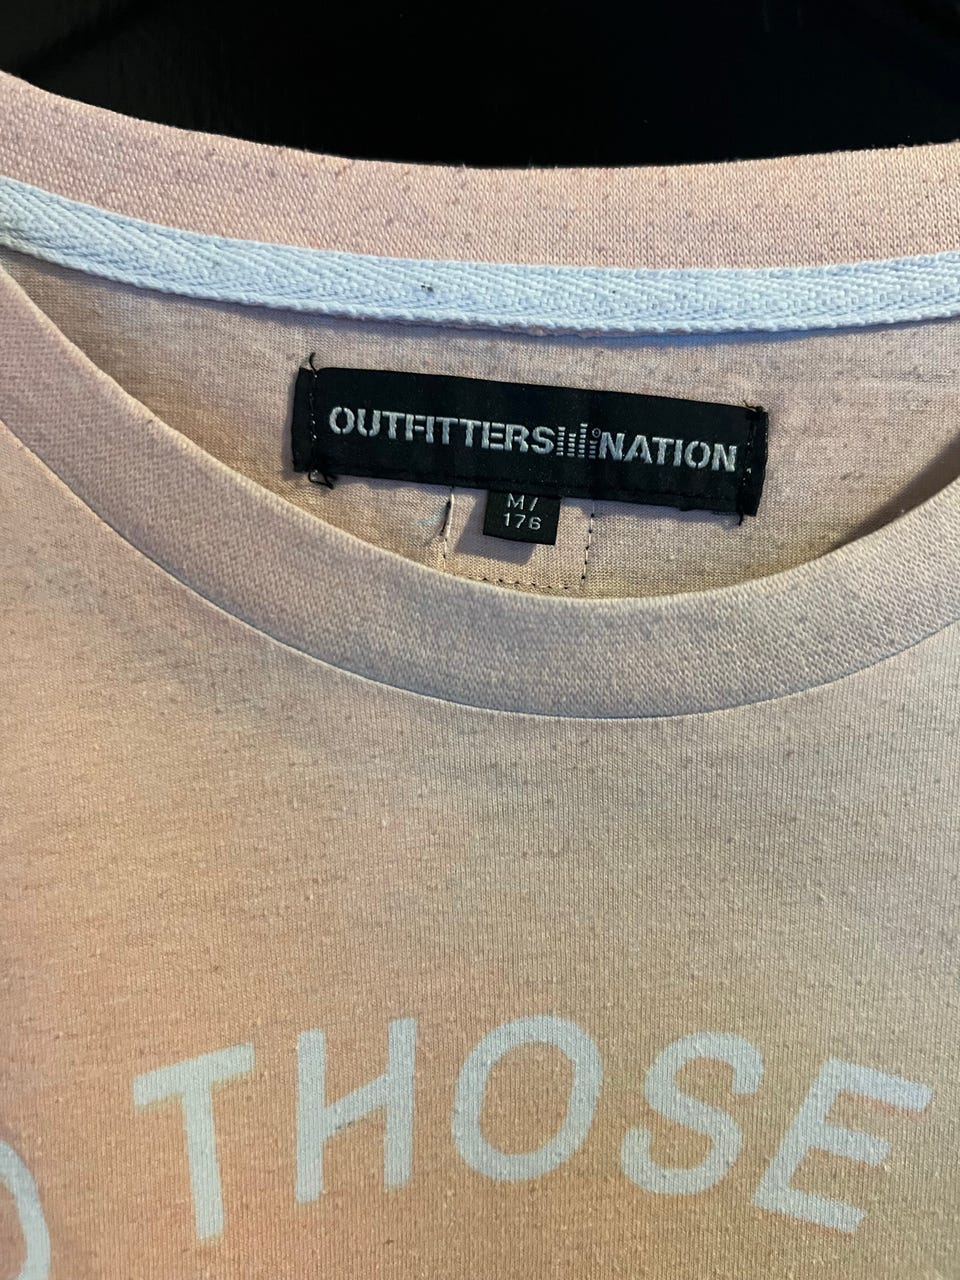 OUTFITTERS NATION
M/
176
THOSE